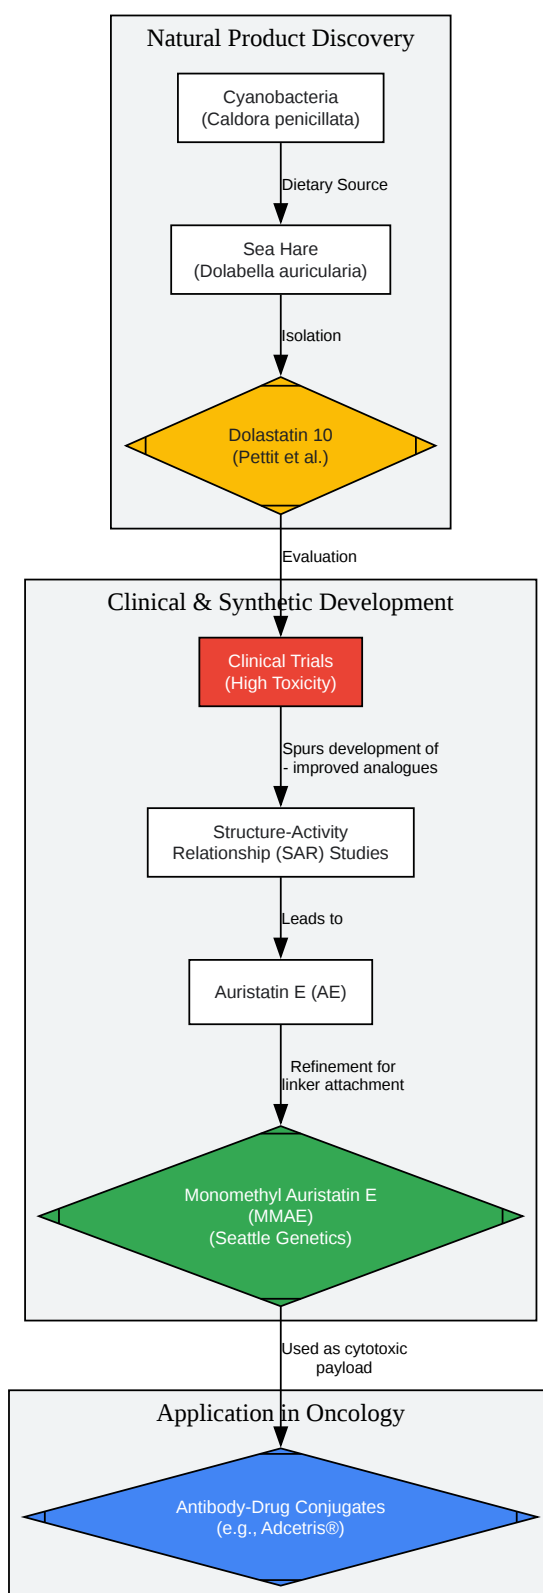 Natural Product Discovery
Cyanobacteria
(Caldora penicillata)
Dietary Source
Sea Hare
(Dolabella auricularia)
Isolation
Dolastatin 10
(Pettit et al.)
Evaluation
Clinical & Synthetic Development
Clinical Trials
(High Toxicity)
Spurs development of
- improved analogues
Structure-Activity
Relationship (SAR) Studies
Leads to
Auristatin E (AE)
Refinement for
linker attachment
Monomethyl Auristatin E
(MMAE)
(Seattle Genetics)
Used as cytotoxic
payload
Application in Oncology
Antibody-Drug Conjugates
(e.g., Adcetris®)